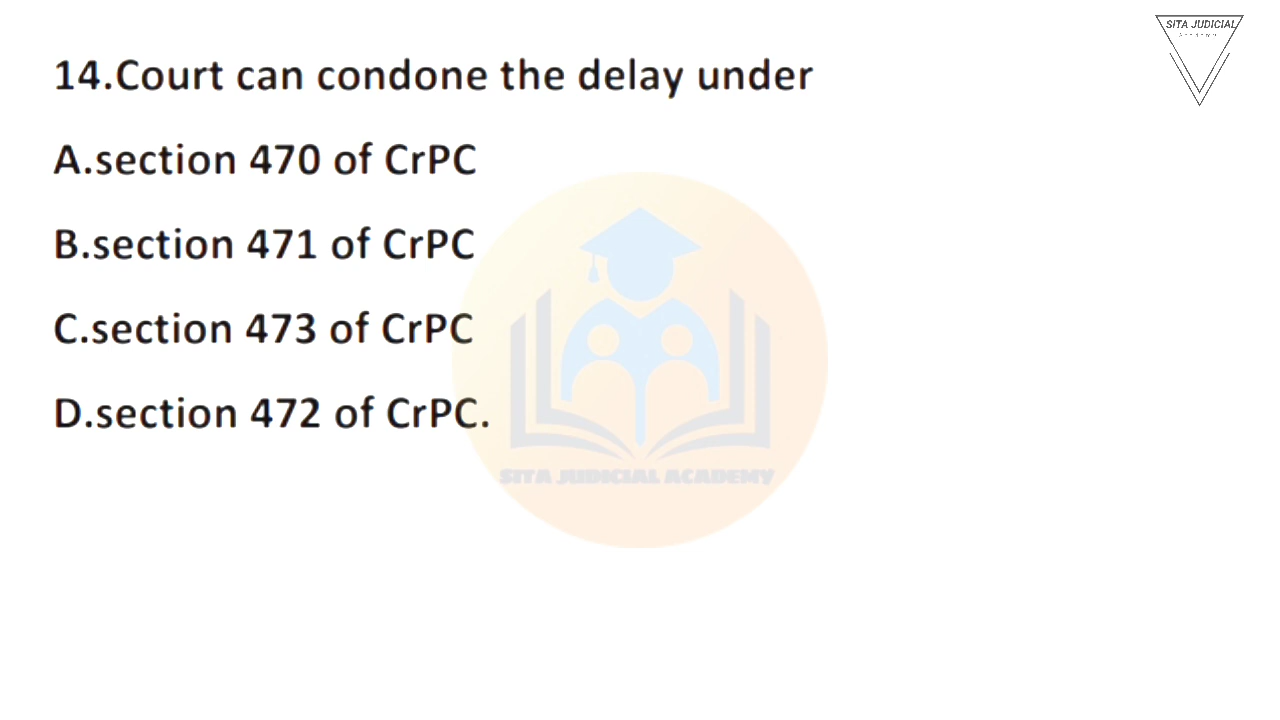 SITA JUDICIAL
Academy
14.Court can condone the delay under
A.section 470 of CrPC
B.section 471 of CrPC
C.section 473 of CrPC
D.section 472 of CrPC.
SITA JUDICIAL ACADEMY